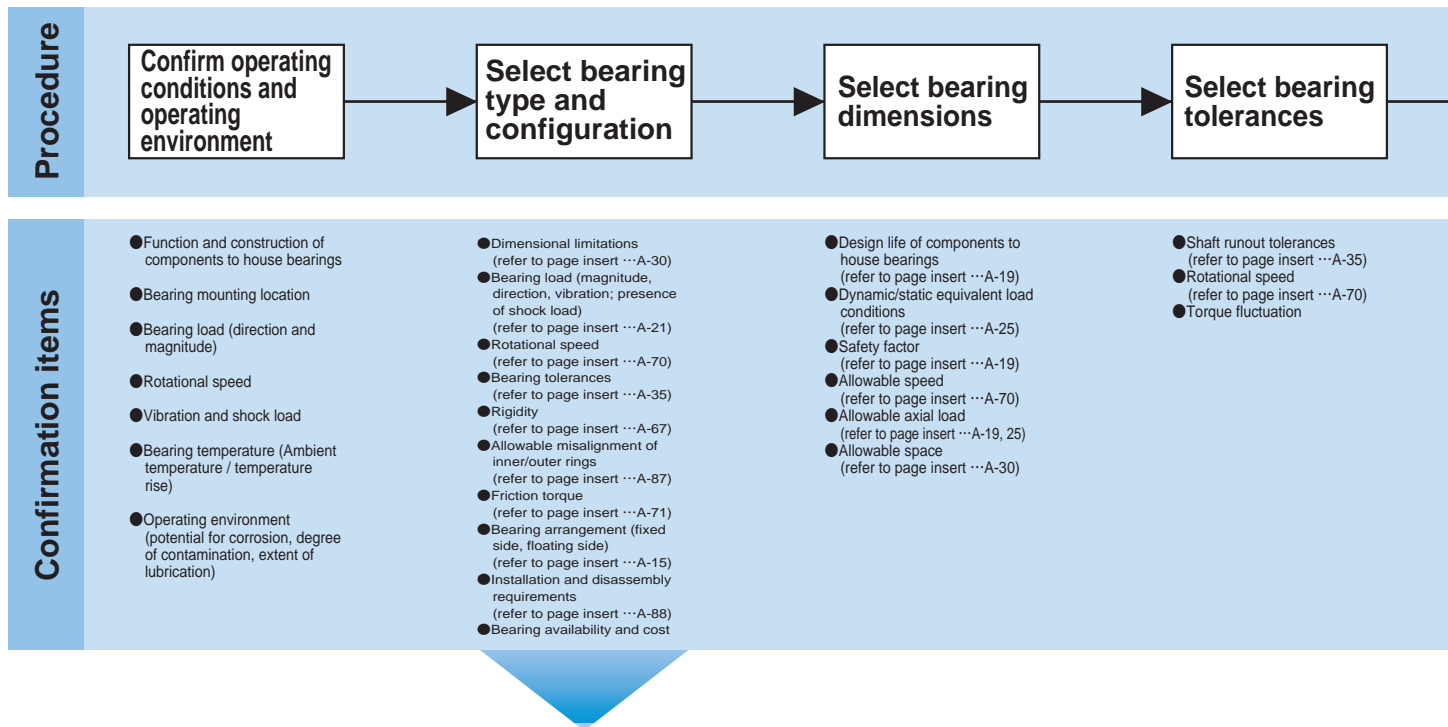 Procedure
Confirm operating
conditions and
operating
environment
Select bearing
type and
configuration
Select bearing
dimensions
Select bearing
tolerances
Confirmation items
●Function and construction of
components to house bearings
●Bearing mounting location
●Bearing load (direction and
magnitude)
●Rotational speed
●Vibration and shock load
●Bearing temperature (Ambient
temperature / temperature
rise)
●Operating environment
(potential for corrosion, degree
of contamination, extent of
lubrication)
●Dimensional limitations
(refer to page insert …A-30)
●Bearing load (magnitude,
direction, vibration; presence
of shock load)
(refer to page insert …A-21)
●Rotational speed
(refer to page insert …A-70)
●Bearing tolerances
(refer to page insert …A-35)
●Rigidity
(refer to page insert …A-67)
●Allowable misalignment of
inner/outer rings
(refer to page insert …A-87)
●Friction torque
(refer to page insert …A-71)
●Bearing arrangement (fixed
side, floating side)
(refer to page insert …A-15)
●Installation and disassembly
requirements
(refer to page insert …A-88)
●Bearing availability and cost
●Design life of components to
house bearings
(refer to page insert …A-19)
●Dynamic/static equivalent load
conditions
(refer to page insert …A-25)
●Safety factor
(refer to page insert …A-19)
●Allowable speed
(refer to page insert …A-70)
●Allowable axial load
(refer to page insert …A-19, 25)
●Allowable space
(refer to page insert …A-30)
●Shaft runout tolerances
(refer to page insert …A-35)
●Rotational speed
(refer to page insert …A-70)
●Torque fluctuation